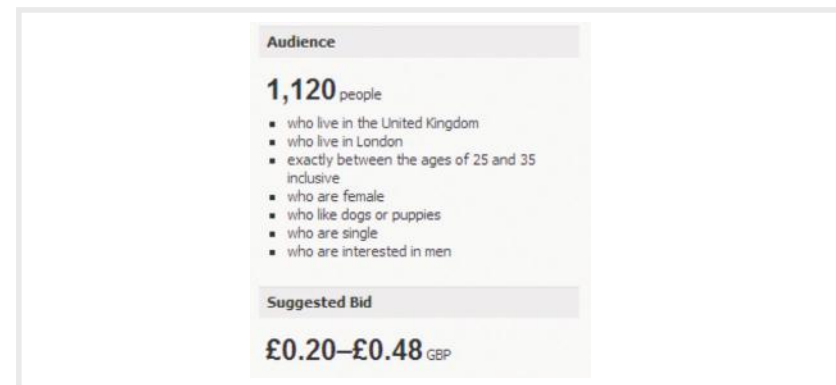 Audience
1,120 people
▪ who live in the United Kingdom
▪ who live in London
▪ exactly between the ages of 25 and 35
inclusive
▪ who are female
▪ who like dogs or puppies
▪ who are single
▪ who are interested in men
Suggested Bid
£0.20–£0.48 GBP